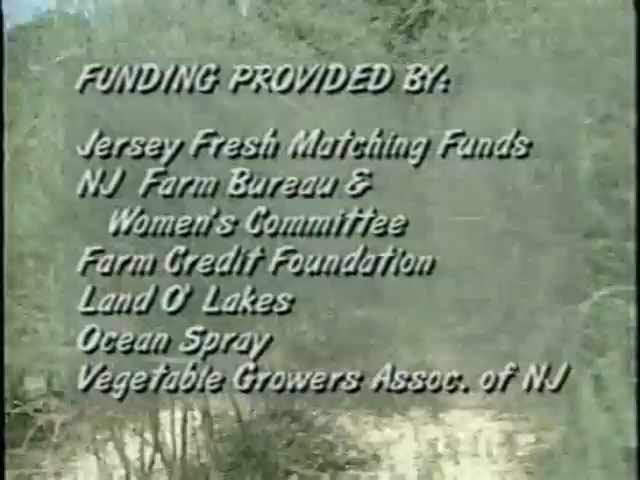 FUNDING PROVIDED BY:
Jersey Fresh Matching Funds
NJ Farm Bureau &
Women's Committee
Farm Credit Foundation
Land O' Lakes
Ocean Spray
Vegetable Growers Assoc. of NJ